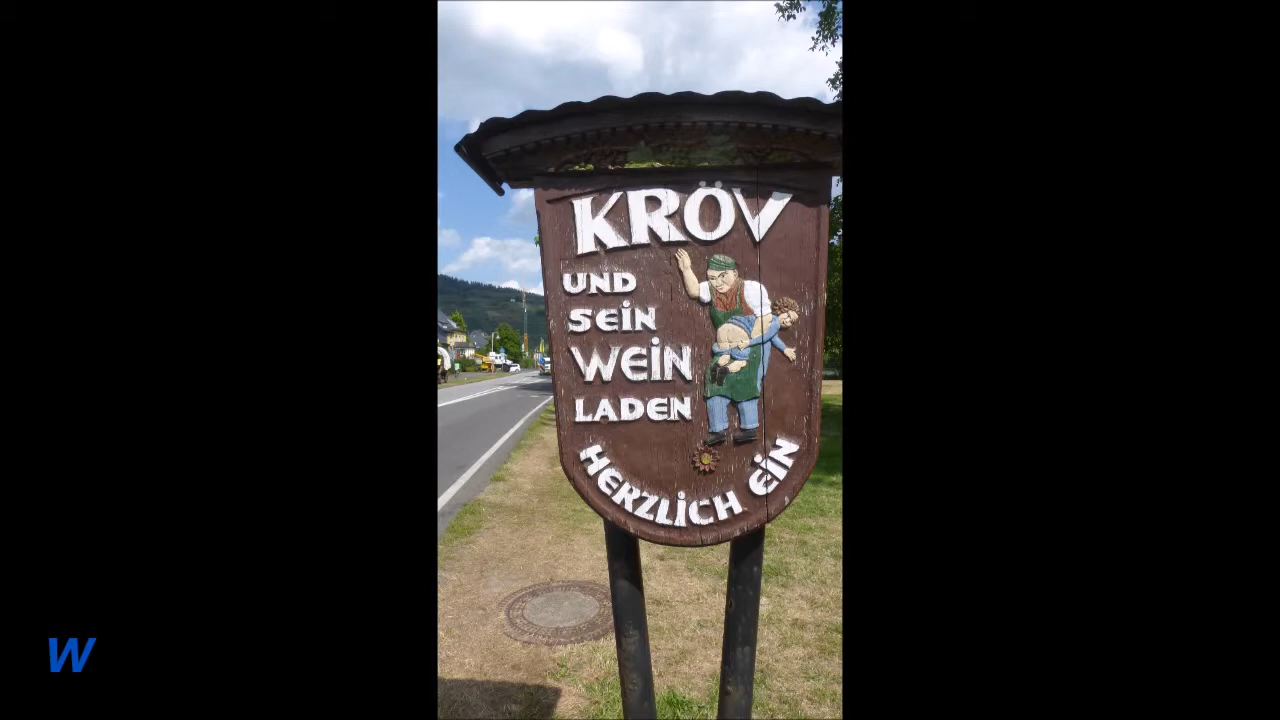 KRÖV
UND
SEIN
WEIN
LADEN
HERZLICH EIN
W